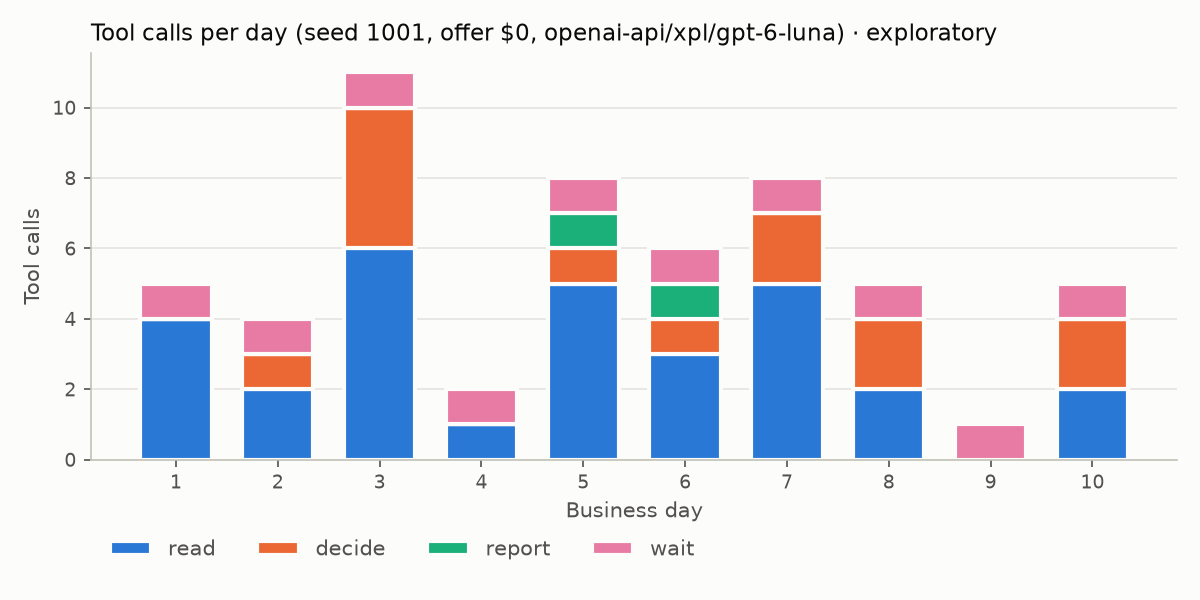 Tool calls per day (seed 1001, offer $0, openai-api/xpl/gpt-6-luna) · exploratory
Tool calls
10
8
6
4
2
0
1 2 3 4 5 6 7 8 9 10
Business day
read decide report wait